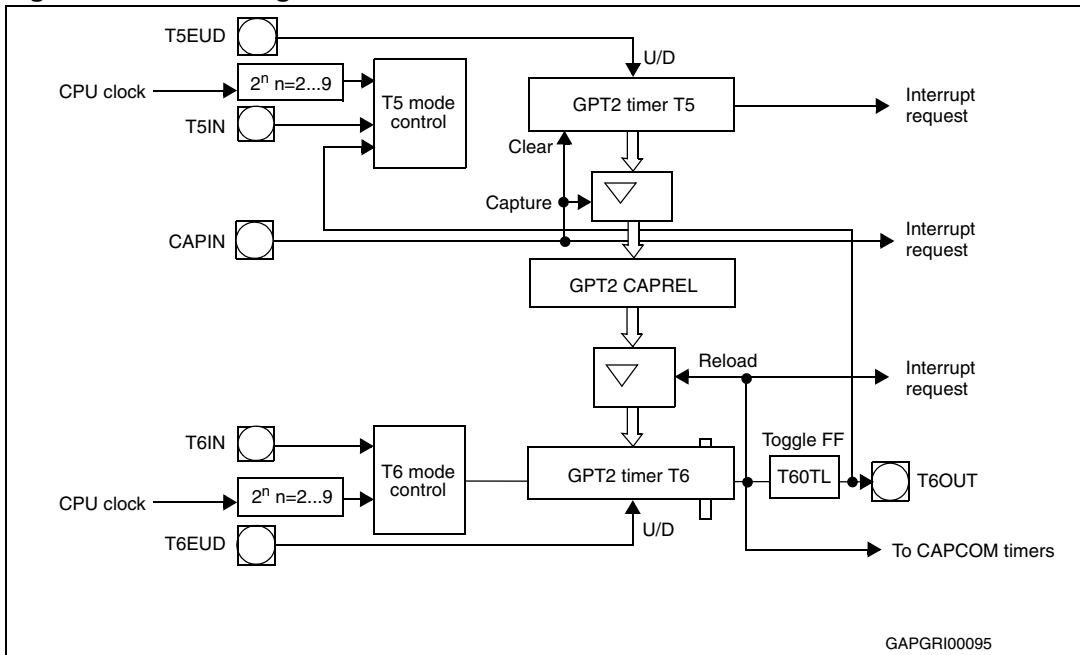 T5EUD
U/D
CPU clock
2ⁿ n=2...9
T5 mode
control
GPT2 timer T5
Interrupt
request
T5IN
Clear
Capture
CAPIN
Interrupt
request
GPT2 CAPREL
Reload
Interrupt
request
T6IN
T6 mode
control
Toggle FF
GPT2 timer T6
T60TL
T6OUT
CPU clock
2ⁿ n=2...9
U/D
T6EUD
To CAPCOM timers
GAPGRI00095